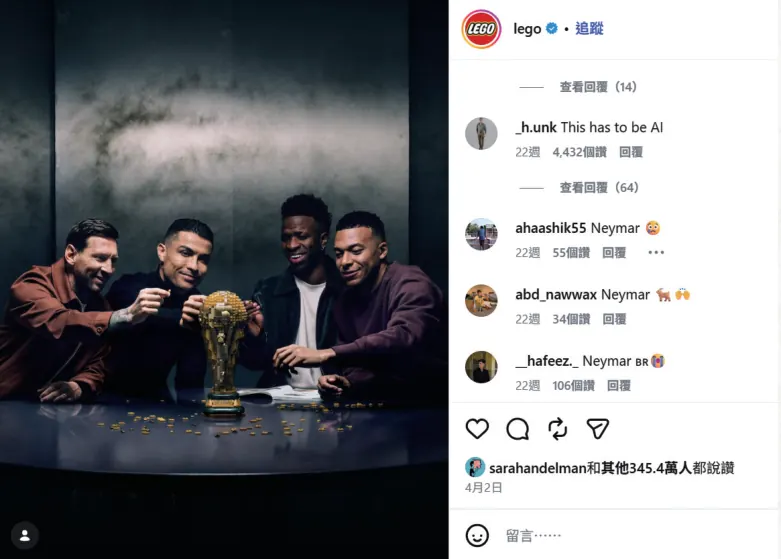 LEGO
lego • 追蹤
查看回覆（14）
_h.unk This has to be AI
22週 4,432個讚 回覆
查看回覆（64）
ahaashik55 Neymar 🥳
22週 55個讚 回覆 •••
abd_nawwax Neymar 🐐🙌
22週 34個讚 回覆
__hafeez._ Neymar ʙʀ
22週 106個讚 回覆
sarahandelman和其他345.4萬人都說讚
4月2日
留言……